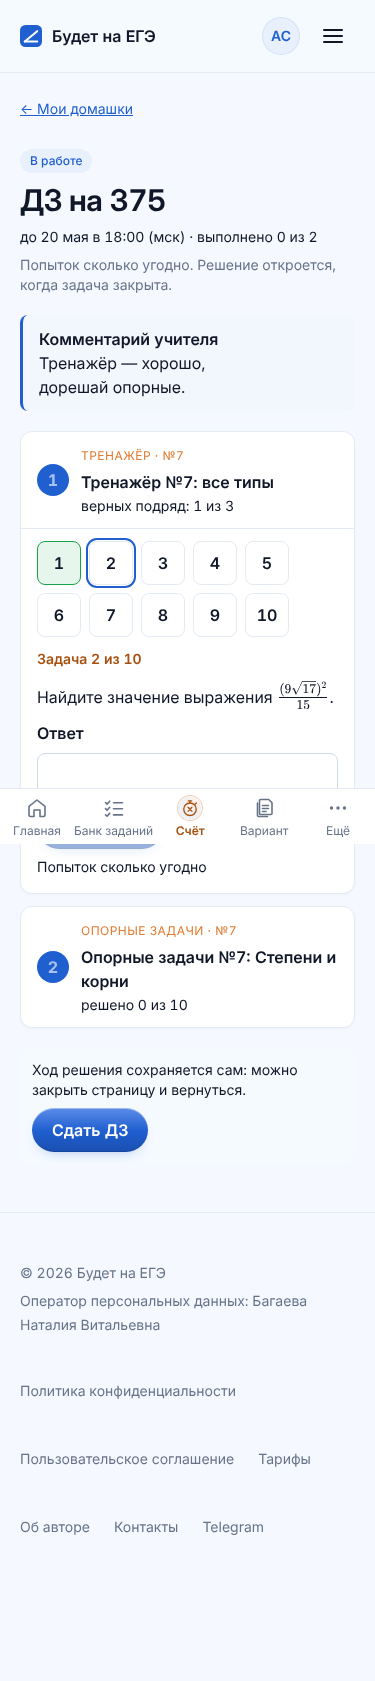 Будет на ЕГЭ
АС
← Мои домашки
В работе
ДЗ на 375
до 20 мая в 18:00 (мск) · выполнено 0 из 2
Попыток сколько угодно. Решение откроется,
когда задача закрыта.
Комментарий учителя
Тренажёр — хорошо,
дорешай опорные.
1
ТРЕНАЖЁР · №7
Тренажёр №7: все типы
верных подряд: 1 из 3
1 2 3 4 5
6 7 8 9 10
Задача 2 из 10
Найдите значение выражения (9√17)²/15.
Ответ
Главная Банк заданий Счёт Вариант Ещё
Попыток сколько угодно
2
ОПОРНЫЕ ЗАДАЧИ · №7
Опорные задачи №7: Степени и
корни
решено 0 из 10
Ход решения сохраняется сам: можно
закрыть страницу и вернуться.
Сдать ДЗ
© 2026 Будет на ЕГЭ
Оператор персональных данных: Багаева
Наталия Витальевна
Политика конфиденциальности
Пользовательское соглашение Тарифы
Об авторе Контакты Telegram